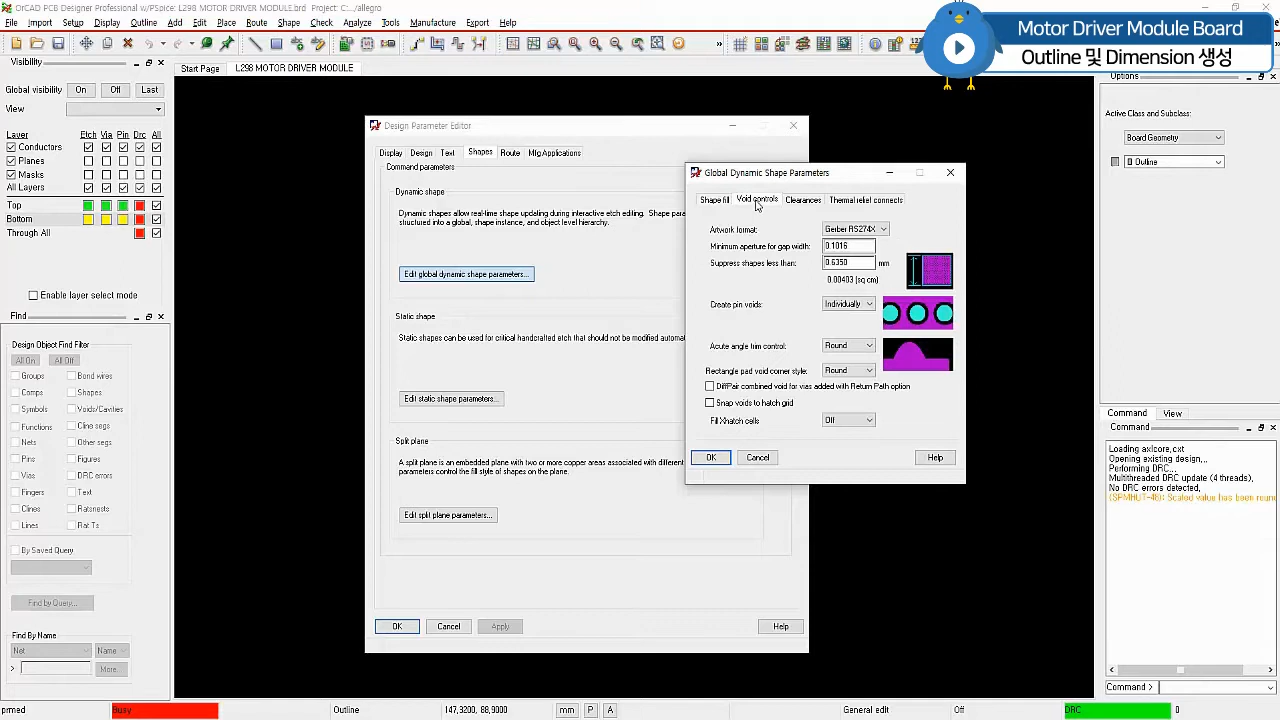 OrCAD PCB Designer Professional w/PSpice: L298 MOTOR DRIVER MODULE.brd Project: C:.../allegro
File Import Setup Display Outline Add Edit Place Route Shape Check Analyze Tools Manufacture Export Help
Motor Driver Module Board
Outline 및 Dimension 생성
Visibility
Global visibility On Off Last
View
Layer Etch Via Pin Drc All
Conductors
Planes
Masks
All Layers
Top
Bottom
Through All
Enable layer select mode
Find
Design Object Find Filter
All On All Off
Groups Bond wires
Comps Shapes
Symbols Voids/Cavities
Functions Cline segs
Nets Other segs
Pins Figures
Vias DRC errors
Fingers Text
Clines Ratsnests
Lines Rat Ts
By Saved Query
Find by Query...
Find By Name
Net Name
> More...
Start Page L298 MOTOR DRIVER MODULE
Design Parameter Editor
Display Design Text Shapes Route Mfg Applications
Command parameters
Dynamic shape
Dynamic shapes allow real-time shape updating during interactive etch editing. Shape para
structured into a global, shape instance, and object level hierarchy.
Edit global dynamic shape parameters...
Static shape
Static shapes can be used for critical handcrafted etch that should not be modified automat
Edit static shape parameters...
Split plane
A split plane is an embedded plane with two or more copper areas associated with different
parameters control the fill style of shapes on the plane.
Edit split plane parameters...
OK Cancel Apply Help
Global Dynamic Shape Parameters
Shape fill Void controls Clearances Thermal relief connects
Artwork format: Gerber RS274X
Minimum aperture for gap width: 0.1016
Suppress shapes less than: 0.6350 mm
0.00403 (sq cm)
Create pin voids: Individually
Acute angle trim control: Round
Rectangle pad void corner style: Round
DiffPair combined void for vias added with Return Path option
Snap voids to hatch grid
Fill Xhatch cells Off
OK Cancel Help
Options
Active Class and Subclass:
Board Geometry
Outline
Command View
Command
Loading axlcore.cxt
Opening existing design...
Performing DRC...
Multithreaded DRC update (4 threads),
No DRC errors detected,
(SPMHUT-48): Scaled value has been roun
Command >
prmed Busy Outline 147,3200, 88,9000 mm P A General edit Off DRC 0